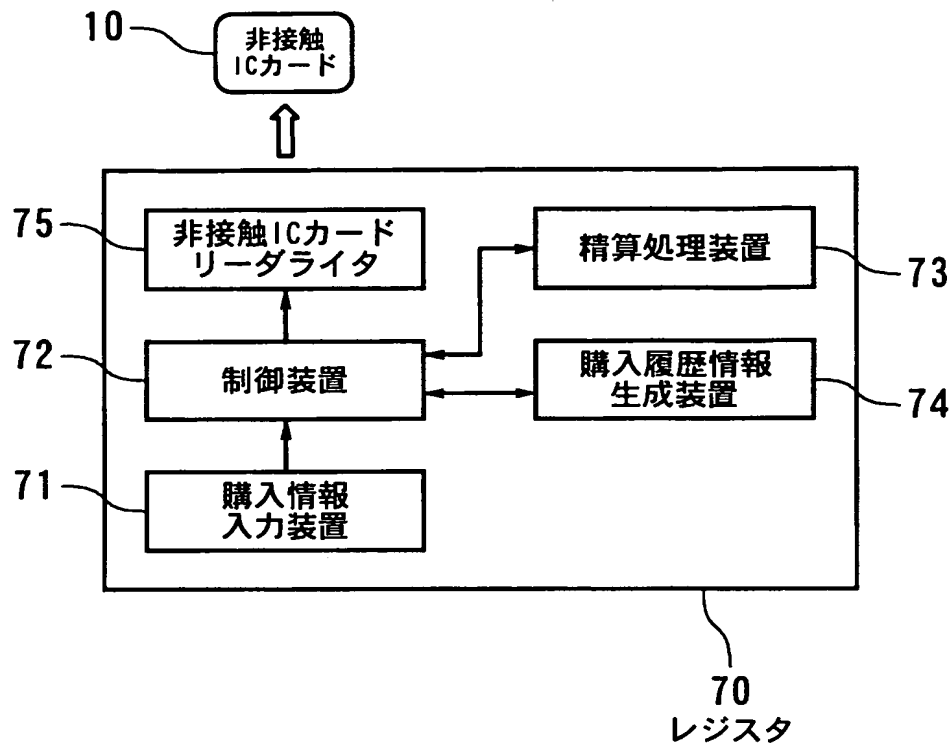 10
非接触
ICカード
75
非接触ICカード
リーダライタ
精算処理装置
73
72
制御装置
購入履歴情報
生成装置
74
71
購入情報
入力装置
70
レジスタ